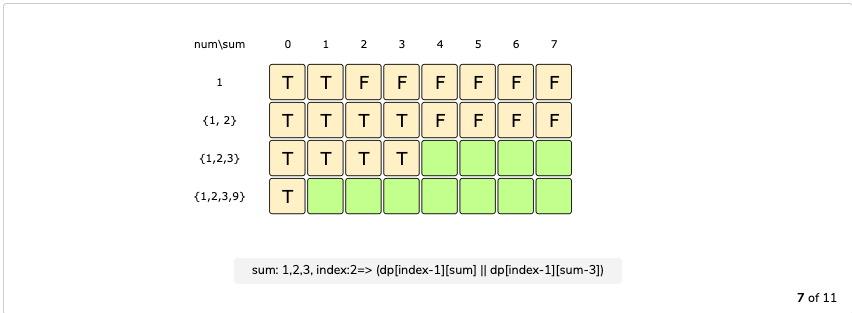 num\sum 0 1 2 3 4 5 6 7
1 T T F F F F F F
{1, 2} T T T T F F F F
{1,2,3} T T T T
{1,2,3,9} T
sum: 1,2,3, index:2=> (dp[index-1][sum] || dp[index-1][sum-3])
7 of 11